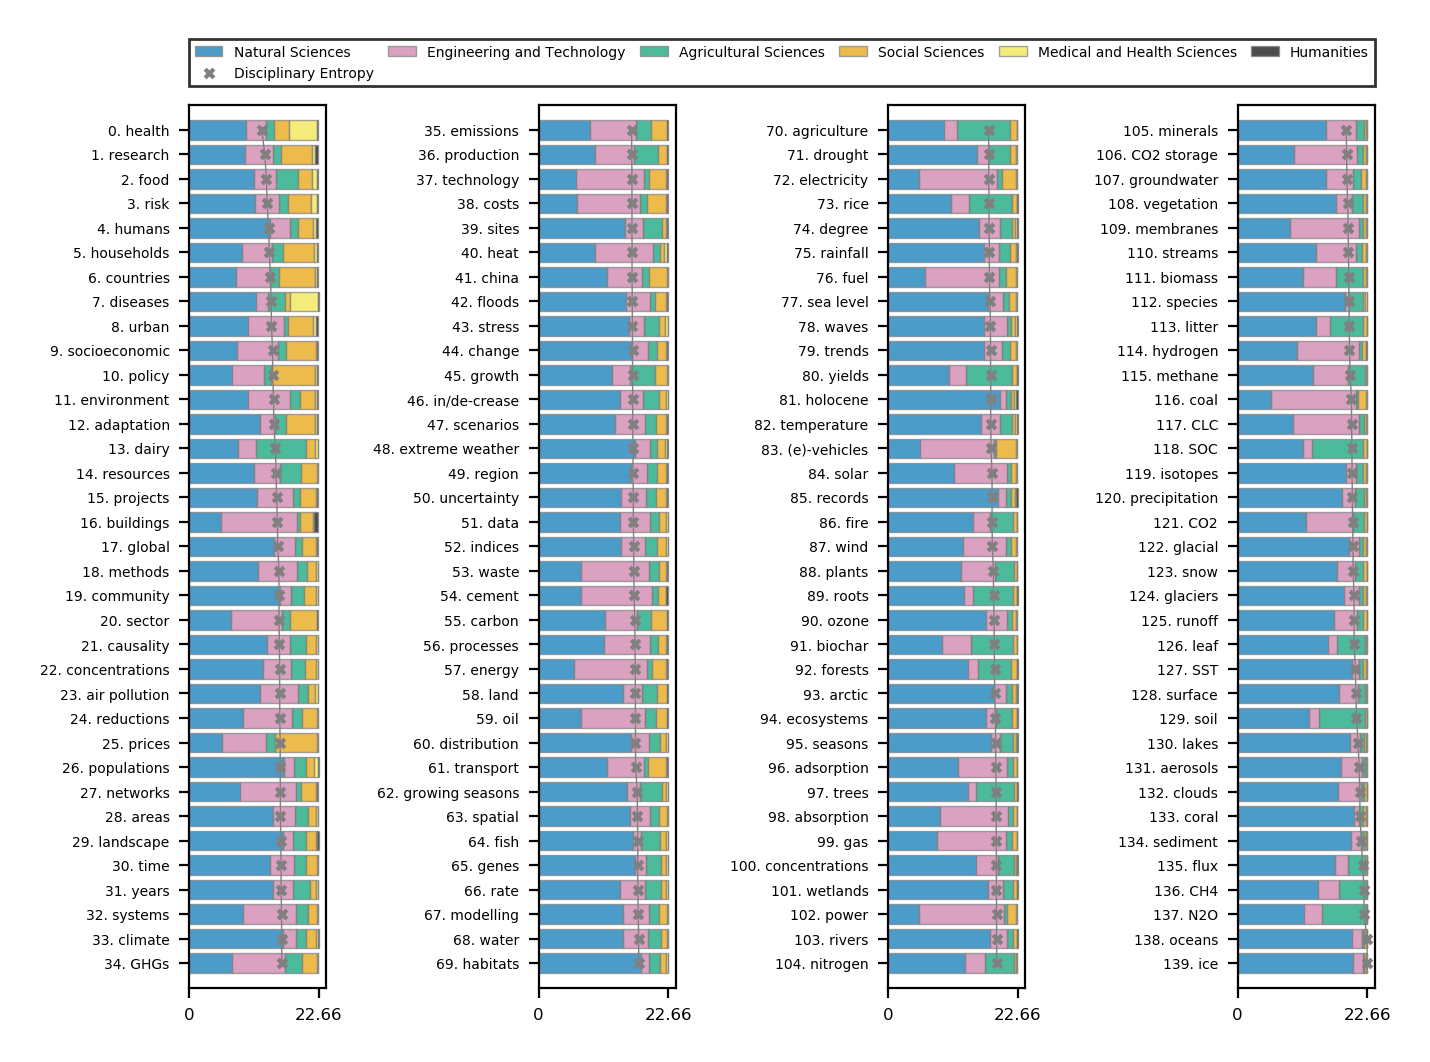 Natural Sciences
Engineering and Technology
Agricultural Sciences
Social Sciences
Medical and Health Sciences
Humanities
Disciplinary Entropy
0. health
1. research
2. food
3. risk
4. humans
5. households
6. countries
7. diseases
8. urban
9. socioeconomic
10. policy
11. environment
12. adaptation
13. dairy
14. resources
15. projects
16. buildings
17. global
18. methods
19. community
20. sector
21. causality
22. concentrations
23. air pollution
24. reductions
25. prices
26. populations
27. networks
28. areas
29. landscape
30. time
31. years
32. systems
33. climate
34. GHGs
0
22.66
35. emissions
36. production
37. technology
38. costs
39. sites
40. heat
41. china
42. floods
43. stress
44. change
45. growth
46. in/de-crease
47. scenarios
48. extreme weather
49. region
50. uncertainty
51. data
52. indices
53. waste
54. cement
55. carbon
56. processes
57. energy
58. land
59. oil
60. distribution
61. transport
62. growing seasons
63. spatial
64. fish
65. genes
66. rate
67. modelling
68. water
69. habitats
0
22.66
70. agriculture
71. drought
72. electricity
73. rice
74. degree
75. rainfall
76. fuel
77. sea level
78. waves
79. trends
80. yields
81. holocene
82. temperature
83. (e)-vehicles
84. solar
85. records
86. fire
87. wind
88. plants
89. roots
90. ozone
91. biochar
92. forests
93. arctic
94. ecosystems
95. seasons
96. adsorption
97. trees
98. absorption
99. gas
100. concentrations
101. wetlands
102. power
103. rivers
104. nitrogen
0
22.66
105. minerals
106. CO2 storage
107. groundwater
108. vegetation
109. membranes
110. streams
111. biomass
112. species
113. litter
114. hydrogen
115. methane
116. coal
117. CLC
118. SOC
119. isotopes
120. precipitation
121. CO2
122. glacial
123. snow
124. glaciers
125. runoff
126. leaf
127. SST
128. surface
129. soil
130. lakes
131. aerosols
132. clouds
133. coral
134. sediment
135. flux
136. CH4
137. N2O
138. oceans
139. ice
0
22.66